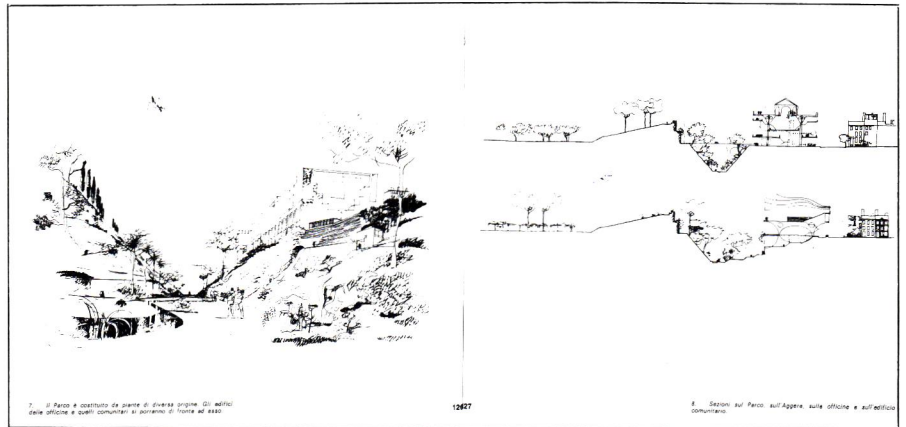 7. Il Parco è costituito da piante di diversa origine. Gli edifici
delle officine e quelli comunitari si porranno di fronte ad esso.
8. Sezioni sul Parco, sull'Aggere, sulle officine e sull'edificio
comunitario.